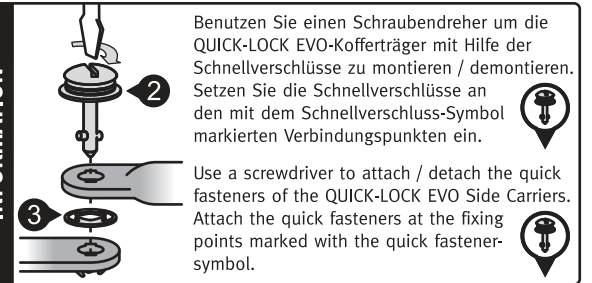 INFORMATION
2
3
Benutzen Sie einen Schraubendreher um die
QUICK-LOCK EVO-Kofferträger mit Hilfe der
Schnellverschlüsse zu montieren / demontieren.
Setzen Sie die Schnellverschlüsse an
den mit dem Schnellverschluss-Symbol
markierten Verbindungspunkten ein.
Use a screwdriver to attach / detach the quick
fasteners of the QUICK-LOCK EVO Side Carriers.
Attach the quick fasteners at the fixing
points marked with the quick fastener-
symbol.